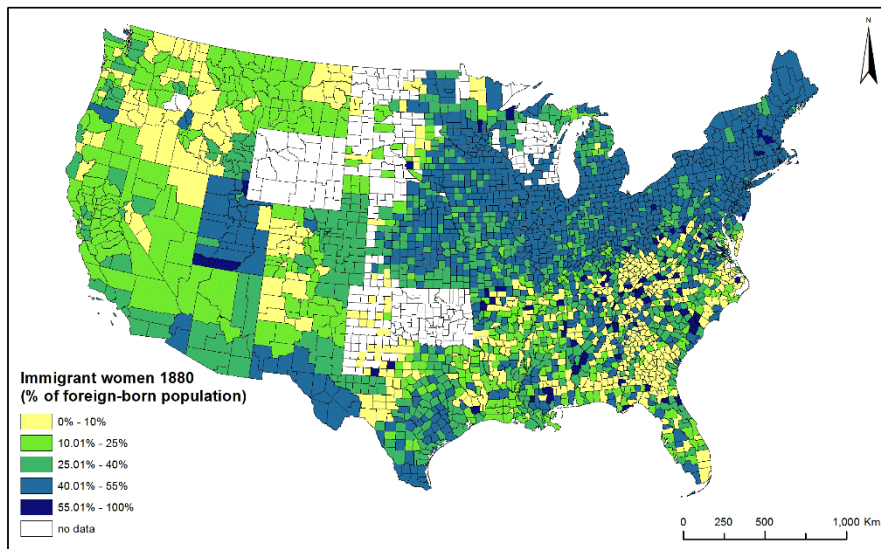 N
Immigrant women 1880
(% of foreign-born population)
0% - 10%
10.01% - 25%
25.01% - 40%
40.01% - 55%
55.01% - 100%
no data
0 250 500 1,000 Km